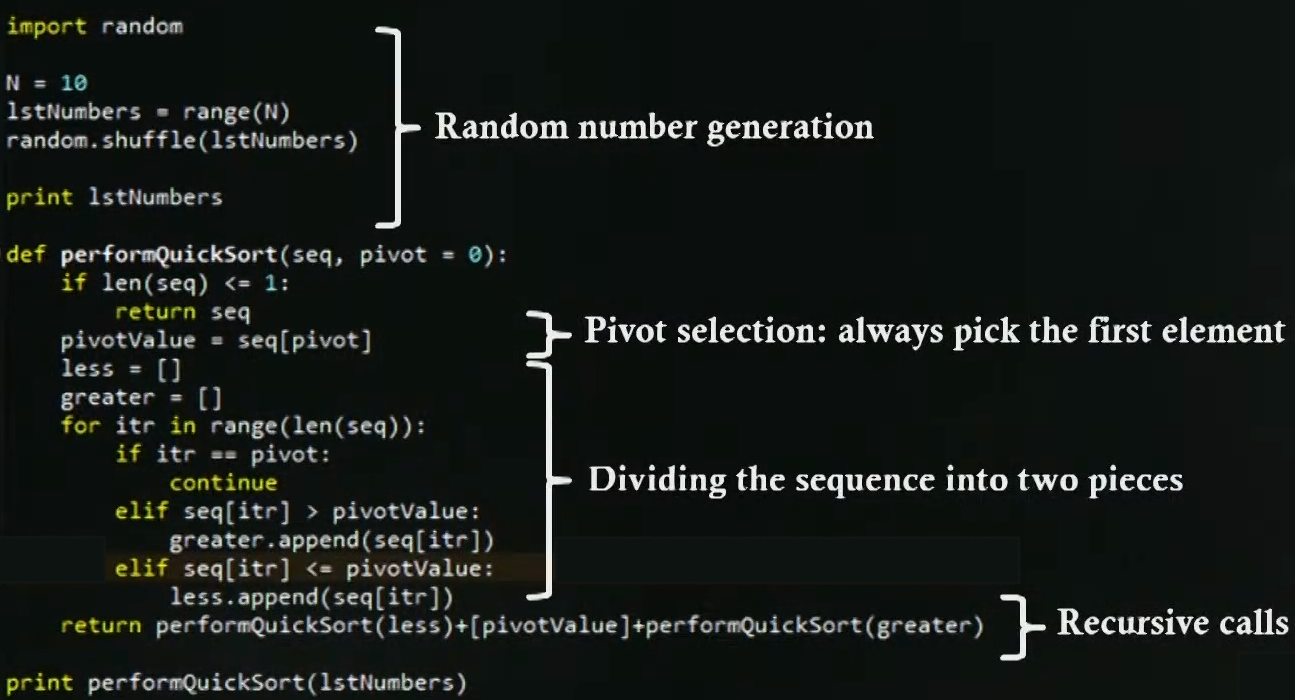 import random
N = 10
lstNumbers = range(N)
random.shuffle(lstNumbers)
Random number generation
print lstNumbers
def performQuickSort(seq, pivot = 0):
    if len(seq) <= 1:
        return seq
    pivotValue = seq[pivot]
Pivot selection: always pick the first element
    less = []
    greater = []
    for itr in range(len(seq)):
        if itr == pivot:
            continue
        elif seq[itr] > pivotValue:
            greater.append(seq[itr])
        elif seq[itr] <= pivotValue:
            less.append(seq[itr])
Dividing the sequence into two pieces
    return performQuickSort(less)+[pivotValue]+performQuickSort(greater)
Recursive calls
print performQuickSort(lstNumbers)